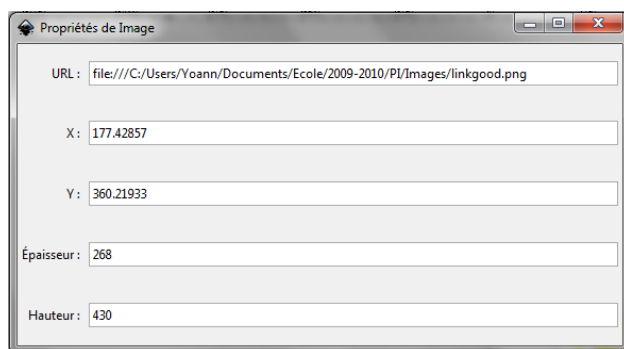 Propriétés de Image
URL : file:///C:/Users/Yoann/Documents/Ecole/2009-2010/PI/Images/linkgood.png
X : 177.42857
Y : 360.21933
Épaisseur : 268
Hauteur : 430